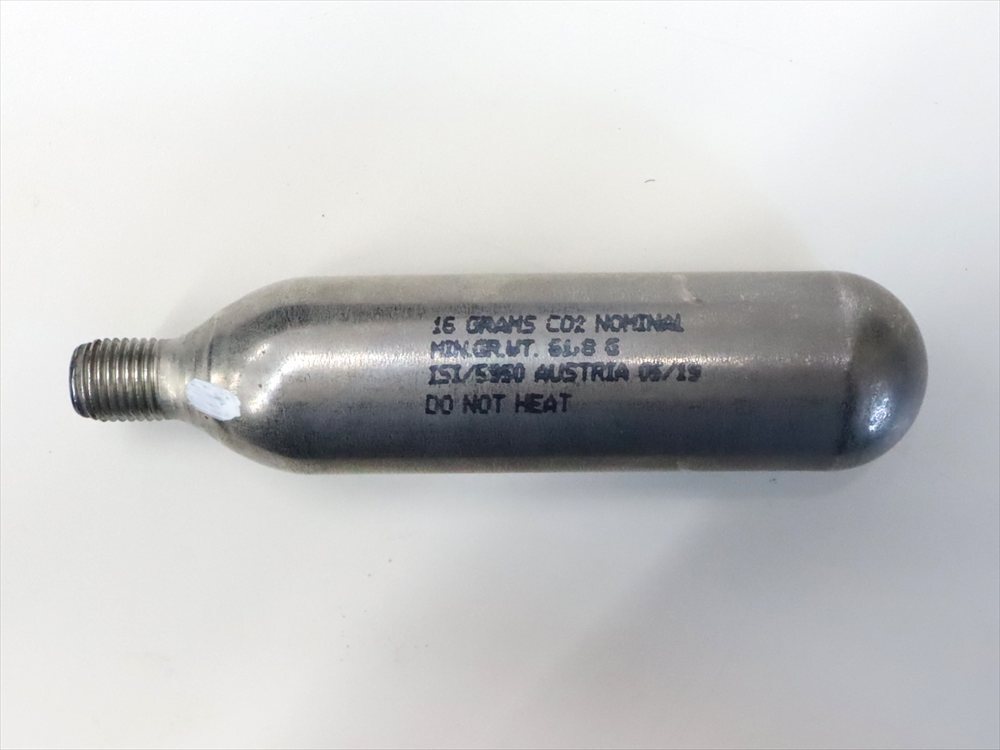 16 GRAMS CO2 NOMINAL
MIN.GR.WT. 61.8 G
ISI/5950 AUSTRIA 06/19
DO NOT HEAT